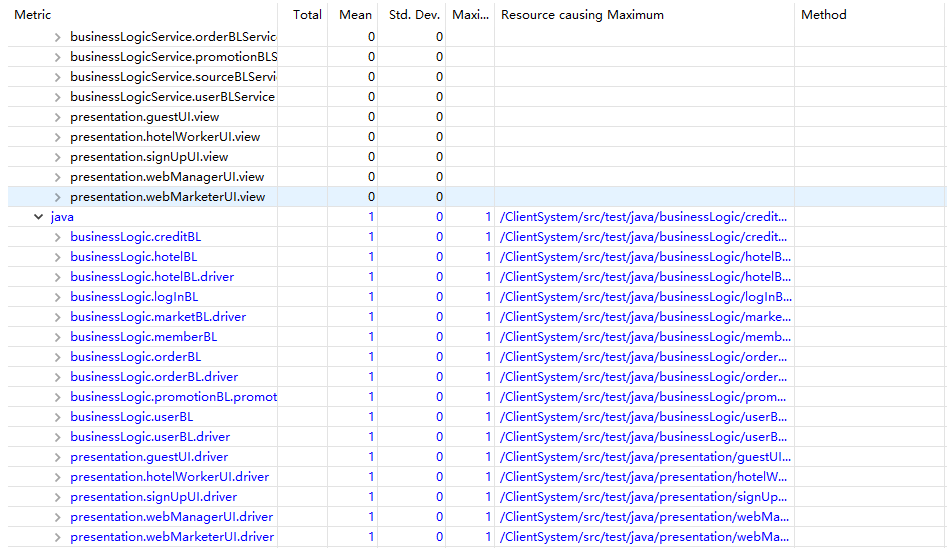 Metric Total Mean Std. Dev. Maxi... Resource causing Maximum Method
businessLogicService.orderBLServic 0 0
businessLogicService.promotionBLS 0 0
businessLogicService.sourceBLServi 0 0
businessLogicService.userBLService 0 0
presentation.guestUI.view 0 0
presentation.hotelWorkerUI.view 0 0
presentation.signUpUI.view 0 0
presentation.webManagerUI.view 0 0
presentation.webMarketerUI.view 0 0
java 1 0 1 /ClientSystem/src/test/java/businessLogic/credit...
businessLogic.creditBL 1 0 1 /ClientSystem/src/test/java/businessLogic/credit...
businessLogic.hotelBL 1 0 1 /ClientSystem/src/test/java/businessLogic/hotelB...
businessLogic.hotelBL.driver 1 0 1 /ClientSystem/src/test/java/businessLogic/hotelB...
businessLogic.logInBL 1 0 1 /ClientSystem/src/test/java/businessLogic/logInB...
businessLogic.marketBL.driver 1 0 1 /ClientSystem/src/test/java/businessLogic/marke...
businessLogic.memberBL 1 0 1 /ClientSystem/src/test/java/businessLogic/memb...
businessLogic.orderBL 1 0 1 /ClientSystem/src/test/java/businessLogic/order...
businessLogic.orderBL.driver 1 0 1 /ClientSystem/src/test/java/businessLogic/order...
businessLogic.promotionBL.promot 1 0 1 /ClientSystem/src/test/java/businessLogic/prom...
businessLogic.userBL 1 0 1 /ClientSystem/src/test/java/businessLogic/userB...
businessLogic.userBL.driver 1 0 1 /ClientSystem/src/test/java/businessLogic/userB...
presentation.guestUI.driver 1 0 1 /ClientSystem/src/test/java/presentation/guestUI...
presentation.hotelWorkerUI.driver 1 0 1 /ClientSystem/src/test/java/presentation/hotelW...
presentation.signUpUI.driver 1 0 1 /ClientSystem/src/test/java/presentation/signUp...
presentation.webManagerUI.driver 1 0 1 /ClientSystem/src/test/java/presentation/webMa...
presentation.webMarketerUI.driver 1 0 1 /ClientSystem/src/test/java/presentation/webMa...